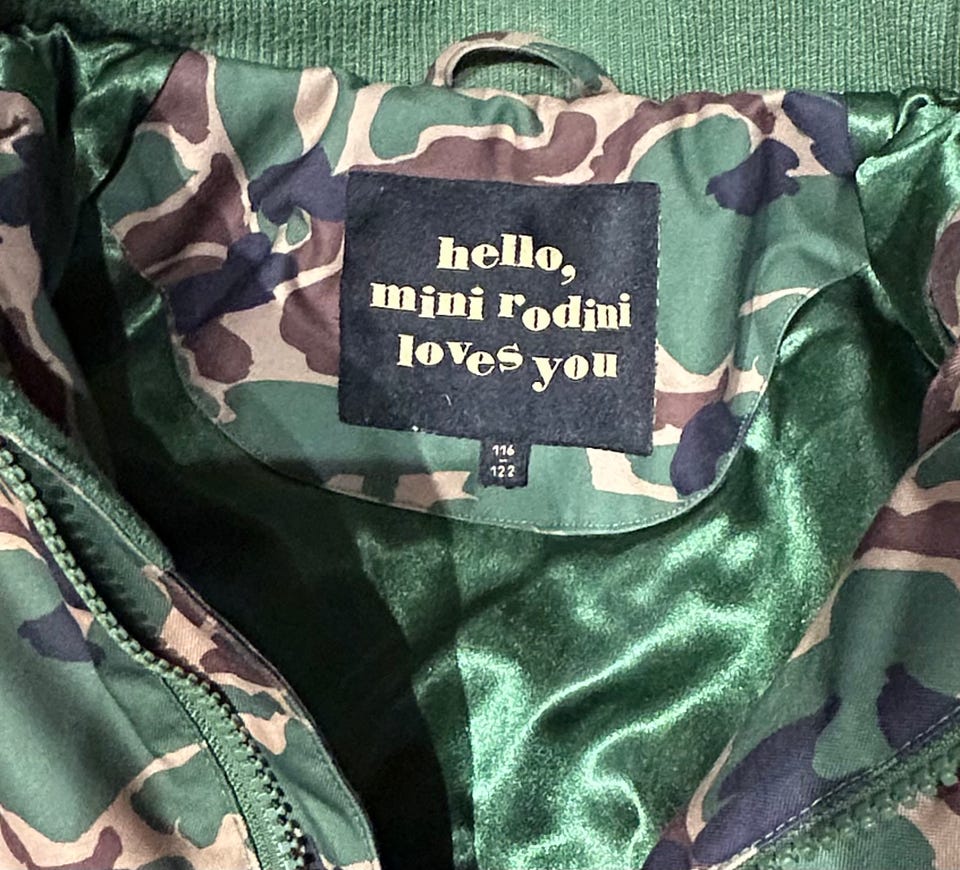 hello,
mini rodini
loves you
116
122